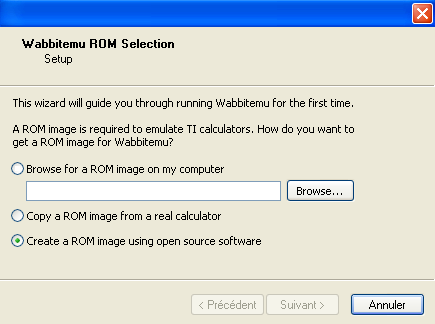 Wabbitemu ROM Selection
Setup
This wizard will guide you through running Wabbitemu for the first time.
A ROM image is required to emulate TI calculators. How do you want to
get a ROM image for Wabbitemu?
Browse for a ROM image on my computer
Browse...
Copy a ROM image from a real calculator
Create a ROM image using open source software
< Précédent Suivant > Annuler